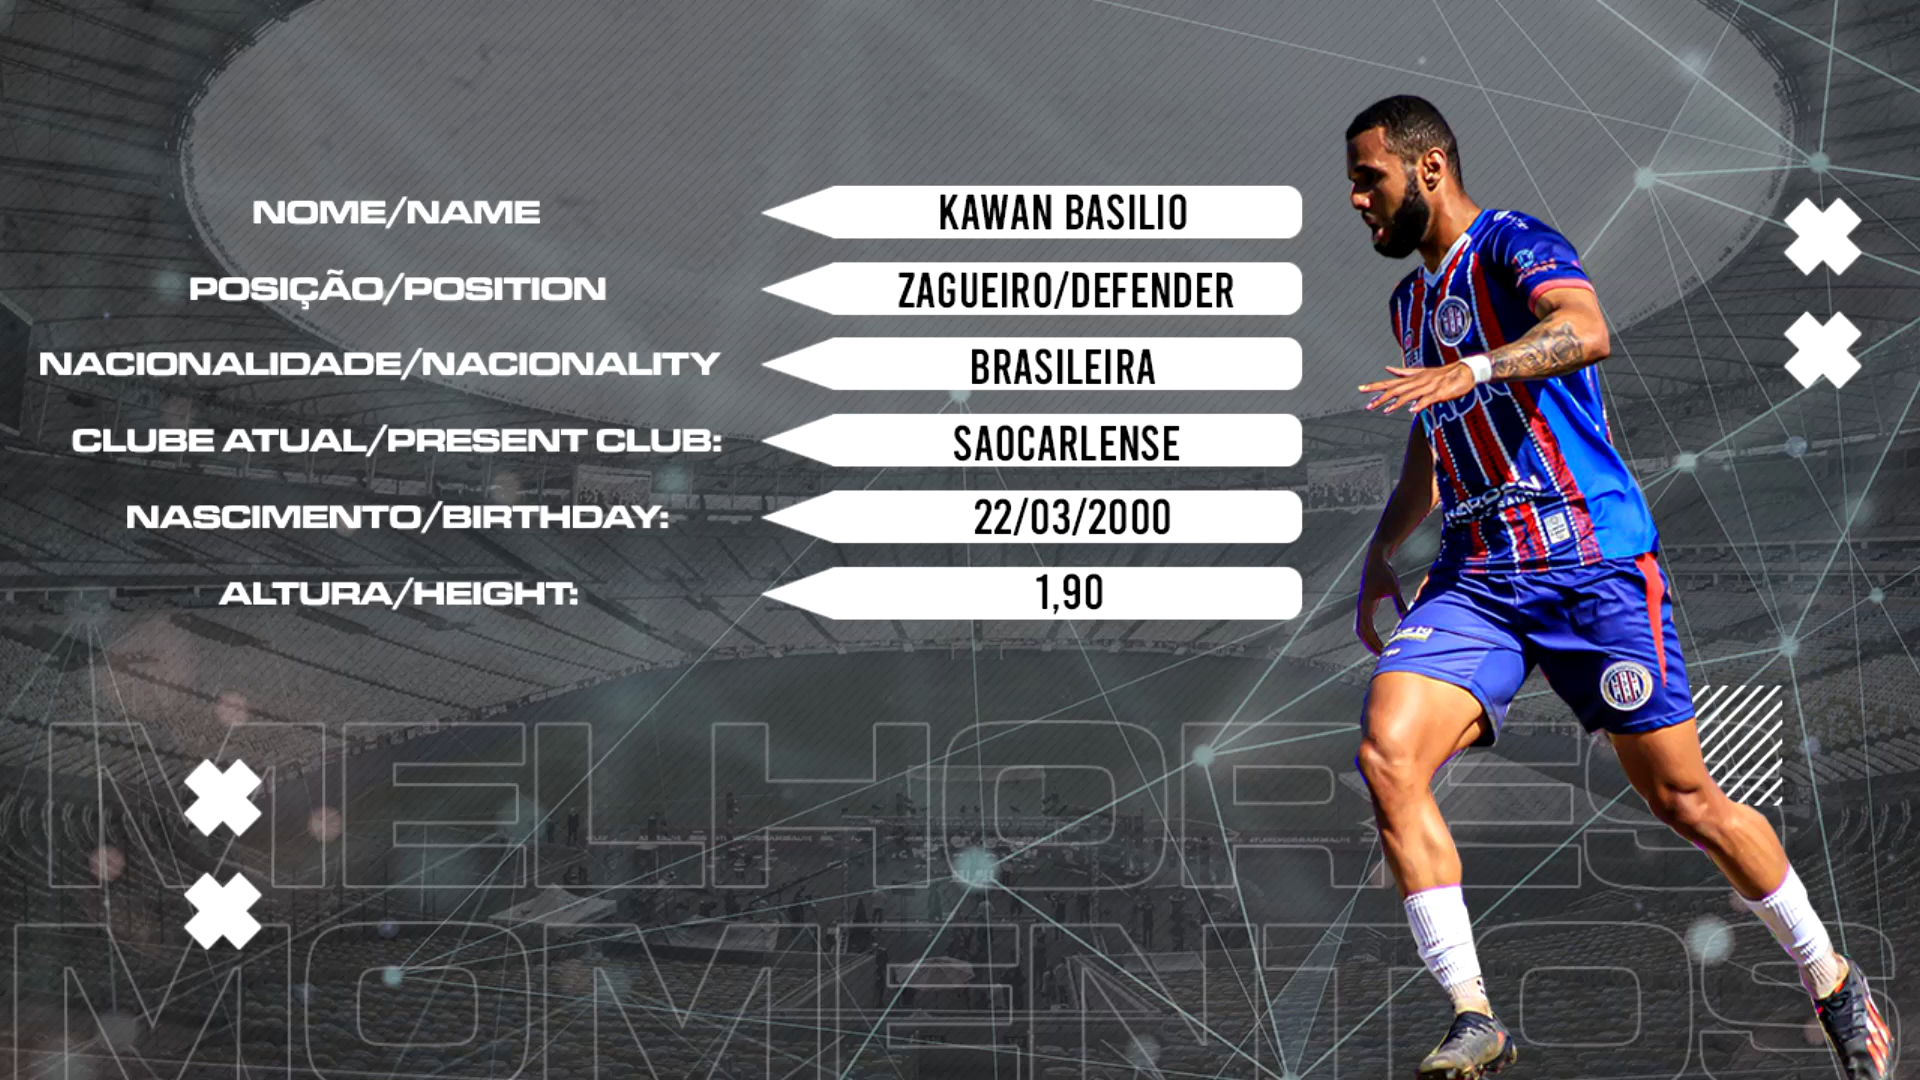 NOME/NAME KAWAN BASILIO
POSIÇÃO/POSITION ZAGUEIRO/DEFENDER
NACIONALIDADE/NACIONALITY BRASILEIRA
CLUBE ATUAL/PRESENT CLUB: SAOCARLENSE
NASCIMENTO/BIRTHDAY: 22/03/2000
ALTURA/HEIGHT: 1,90
MELHORES
MOMENTOS